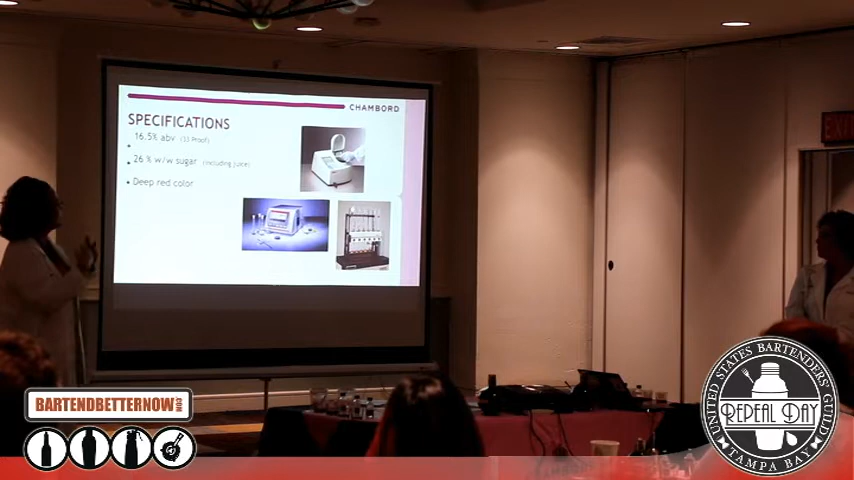 CHAMBORD
SPECIFICATIONS
16.5% abv (33 Proof)
•
• 26 % w/w sugar (including juice)
• Deep red color
EXIT
BARTENDBETTERNOW.COM
UNITED STATES BARTENDERS' GUILD
REPEAL DAY
TAMPA BAY